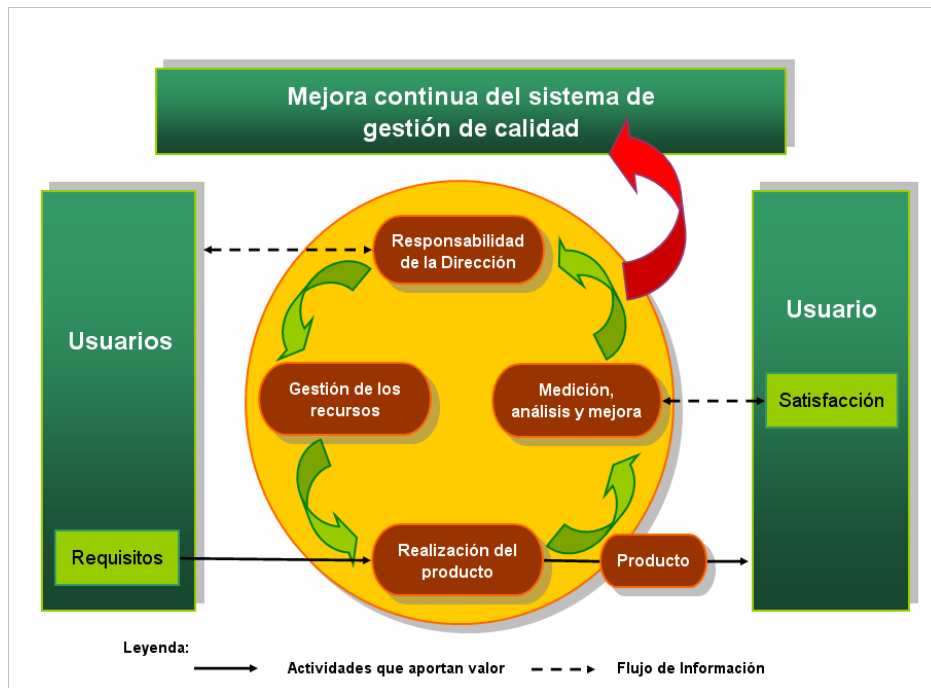 Mejora continua del sistema de
gestión de calidad
Usuarios
Responsabilidad
de la Dirección
Usuario
Gestión de los
recursos
Medición,
análisis y mejora
Satisfacción
Requisitos
Realización del
producto
Producto
Leyenda:
Actividades que aportan valor
Flujo de Información